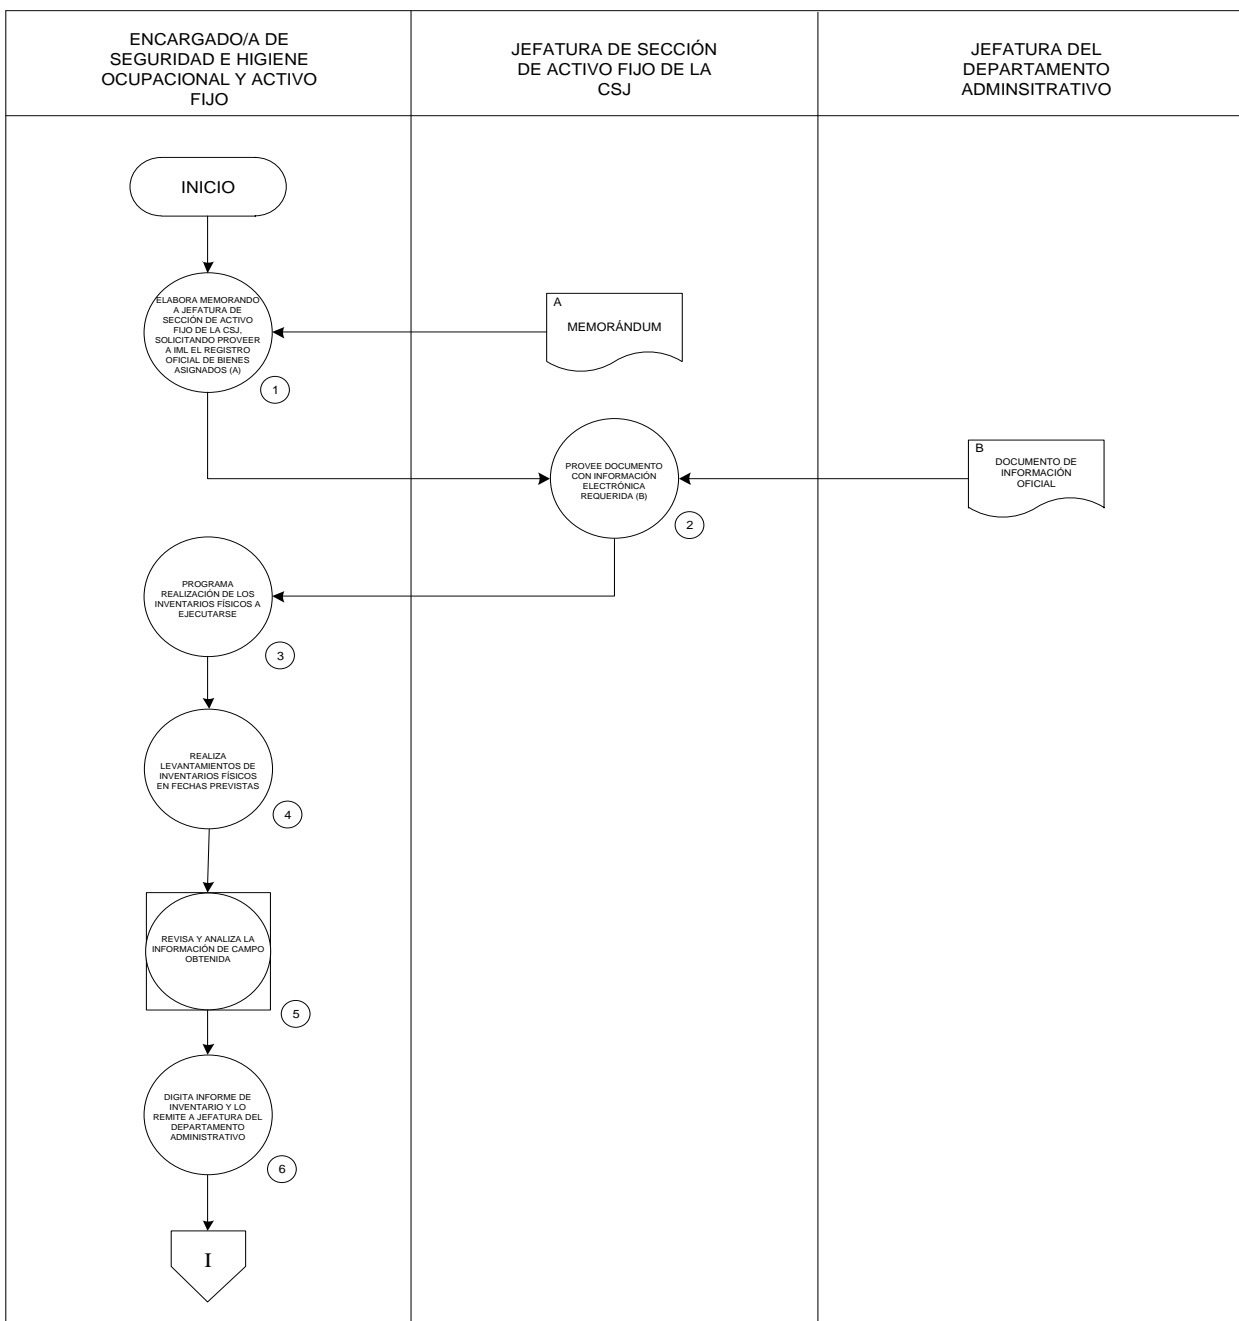 ENCARGADO/A DE
SEGURIDAD E HIGIENE
OCUPACIONAL Y ACTIVO
FIJO
JEFATURA DE SECCIÓN
DE ACTIVO FIJO DE LA
CSJ
JEFATURA DEL
DEPARTAMENTO
ADMINSITRATIVO
INICIO
ELABORA MEMORANDO
A JEFATURA DE
SECCIÓN DE ACTIVO
FIJO DE LA CSJ,
SOLICITANDO PROVEER
A IML EL REGISTRO
OFICIAL DE BIENES
ASIGNADOS (A)
1
A
MEMORÁNDUM
PROVEE DOCUMENTO
CON INFORMACIÓN
ELECTRÓNICA
REQUERIDA (B)
2
B
DOCUMENTO DE
INFORMACIÓN
OFICIAL
PROGRAMA
REALIZACIÓN DE LOS
INVENTARIOS FÍSICOS A
EJECUTARSE
3
REALIZA
LEVANTAMIENTOS DE
INVENTARIOS FÍSICOS
EN FECHAS PREVISTAS
4
REVISA Y ANALIZA LA
INFORMACIÓN DE CAMPO
OBTENIDA
5
DIGITA INFORME DE
INVENTARIO Y LO
REMITE A JEFATURA DEL
DEPARTAMENTO
ADMINISTRATIVO
6
I